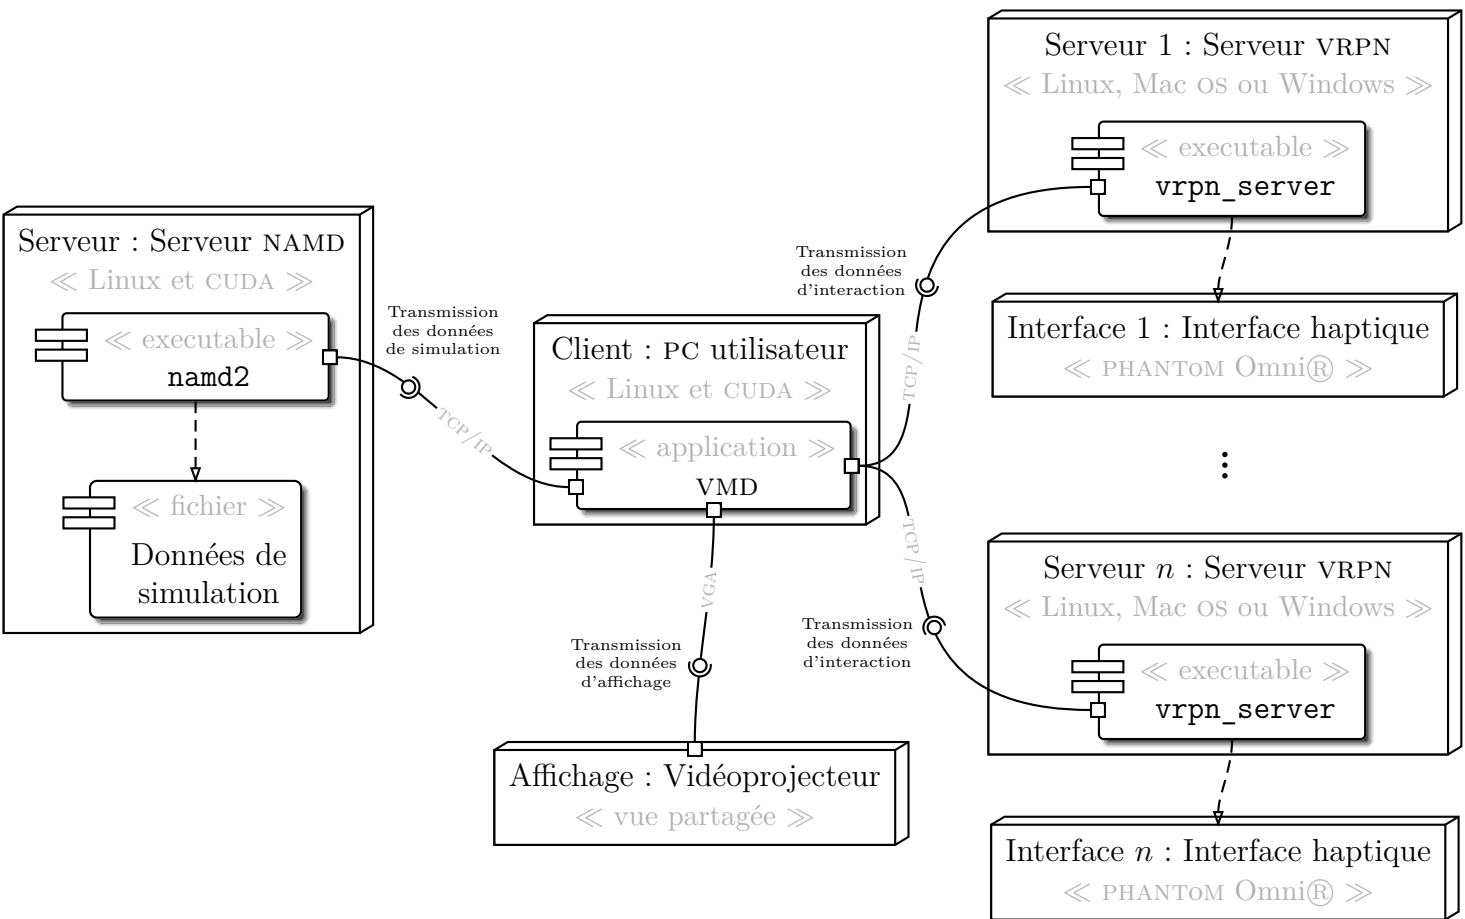 Serveur : Serveur NAMD
≪ Linux et CUDA ≫
≪ executable ≫
namd2
≪ fichier ≫
Données de
simulation
Transmission
des données
de simulation
TCP/IP
Client : PC utilisateur
≪ Linux et CUDA ≫
≪ application ≫
VMD
VGA
Transmission
des données
d'affichage
Affichage : Vidéoprojecteur
≪ vue partagée ≫
Transmission
des données
d'interaction
TCP/IP
TCP/IP
Transmission
des données
d'interaction
Serveur 1 : Serveur VRPN
≪ Linux, Mac OS ou Windows ≫
≪ executable ≫
vrpn_server
Interface 1 : Interface haptique
≪ PHANTOM Omni® ≫
⋮
Serveur n : Serveur VRPN
≪ Linux, Mac OS ou Windows ≫
≪ executable ≫
vrpn_server
Interface n : Interface haptique
≪ PHANTOM Omni® ≫